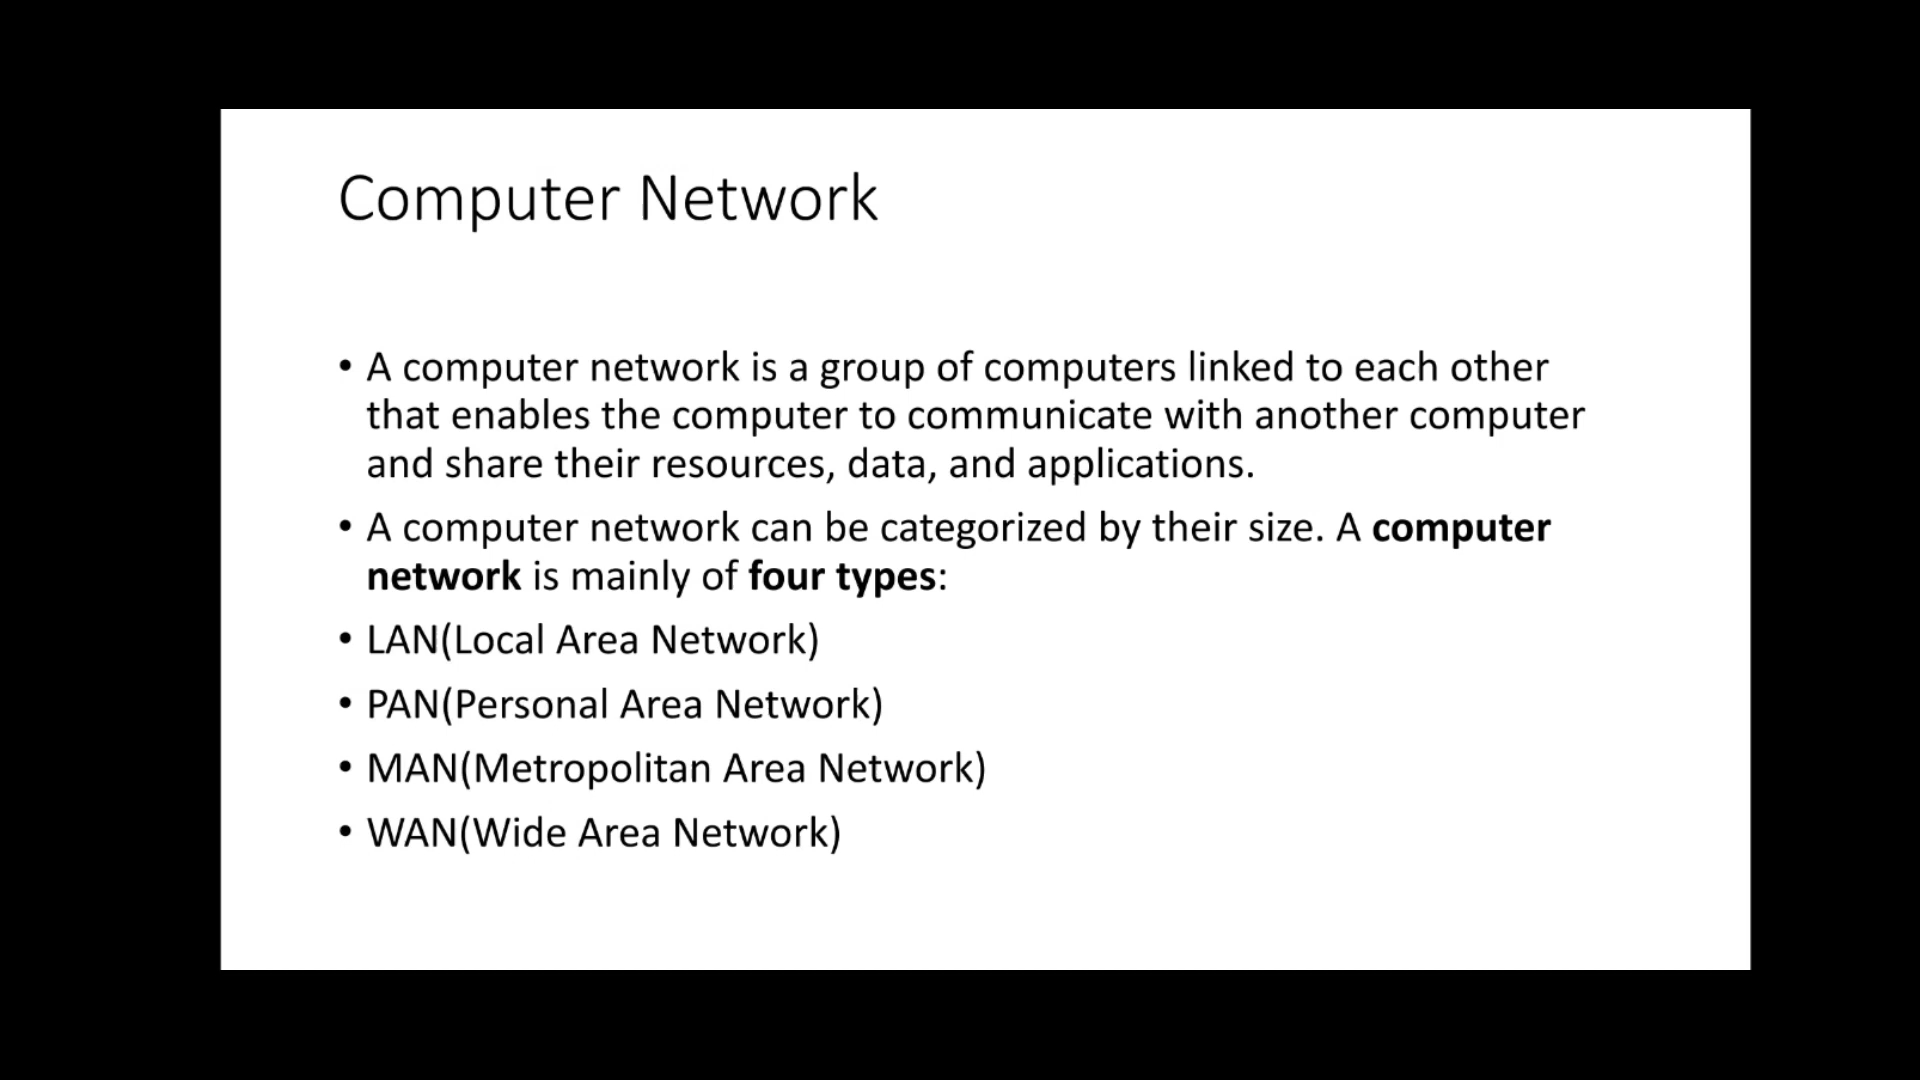 Computer Network
• A computer network is a group of computers linked to each other
that enables the computer to communicate with another computer
and share their resources, data, and applications.
• A computer network can be categorized by their size. A computer
network is mainly of four types:
• LAN(Local Area Network)
• PAN(Personal Area Network)
• MAN(Metropolitan Area Network)
• WAN(Wide Area Network)